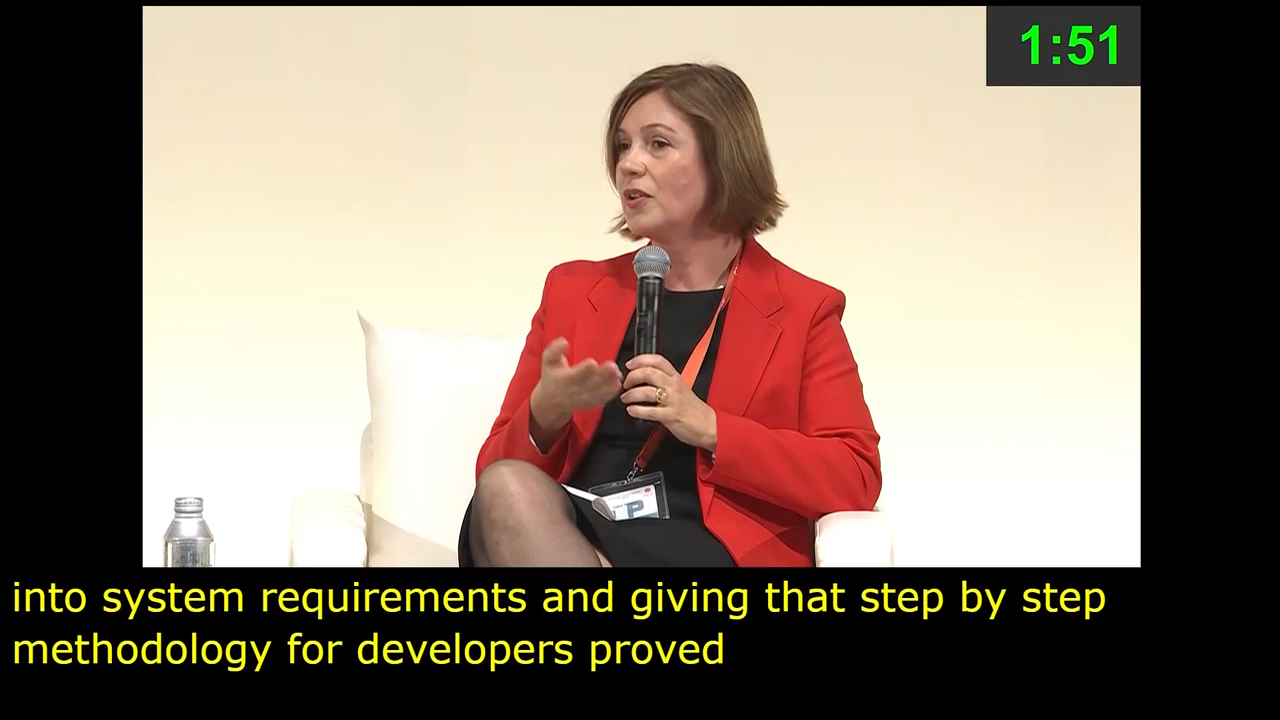 1:51
P
into system requirements and giving that step by step
methodology for developers proved